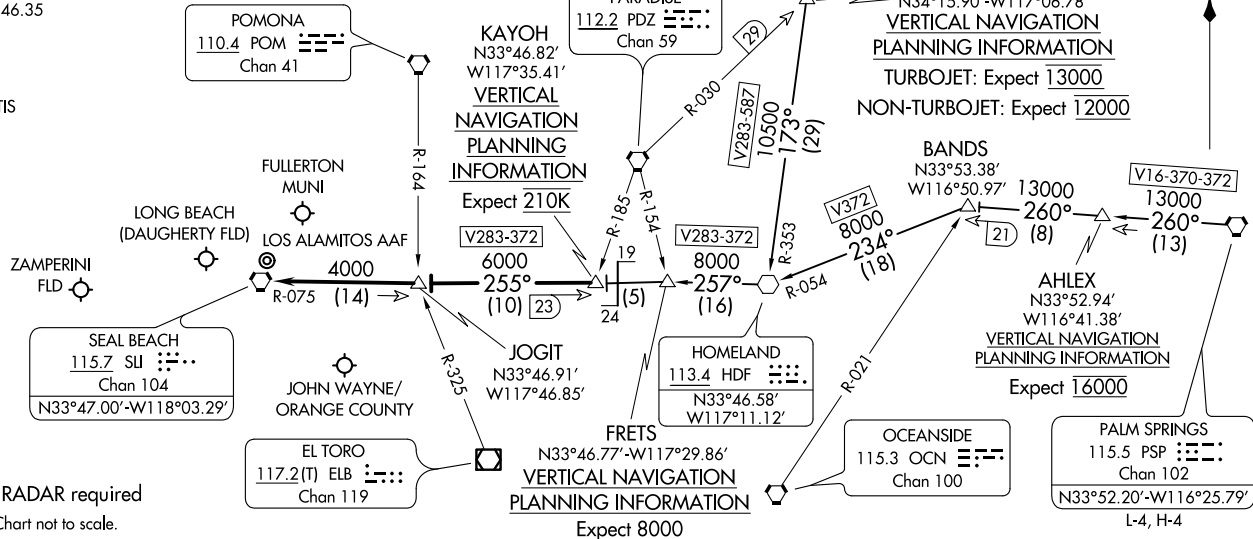 46.35
TIS
POMONA
110.4 POM
Chan 41
112.2 PDZ
Chan 59
KAYOH
N33°46.82′
W117°35.41′
VERTICAL
NAVIGATION
PLANNING
INFORMATION
Expect 210K
N34°15.90′-W117°06.78′
VERTICAL NAVIGATION
PLANNING INFORMATION
TURBOJET: Expect 13000
NON-TURBOJET: Expect 12000
29
R-030
V283-587
10500
173°
(29)
R-353
R-164
R-185
R-154
BANDS
N33°53.38′
W116°50.97′
V16-370-372
13000
260°
(13)
13000
260°
(8)
21
V372
8000
234°
(18)
R-054
R-021
FULLERTON
MUNI
LONG BEACH
(DAUGHERTY FLD)
LOS ALAMITOS AAF
ZAMPERINI
FLD
4000
(14)
R-075
V283-372
6000
255°
(10)
23
19
24
(5)
V283-372
8000
257°
(16)
AHLEX
N33°52.94′
W116°41.38′
VERTICAL NAVIGATION
PLANNING INFORMATION
Expect 16000
SEAL BEACH
115.7 SLI
Chan 104
N33°47.00′-W118°03.29′
JOHN WAYNE/
ORANGE COUNTY
R-325
JOGIT
N33°46.91′
W117°46.85′
HOMELAND
113.4 HDF
N33°46.58′
W117°11.12′
EL TORO
117.2(T) ELB
Chan 119
FRETS
N33°46.77′-W117°29.86′
VERTICAL NAVIGATION
PLANNING INFORMATION
Expect 8000
OCEANSIDE
115.3 OCN
Chan 100
PALM SPRINGS
115.5 PSP
Chan 102
N33°52.20′-W116°25.79′
L-4, H-4
RADAR required
Chart not to scale.